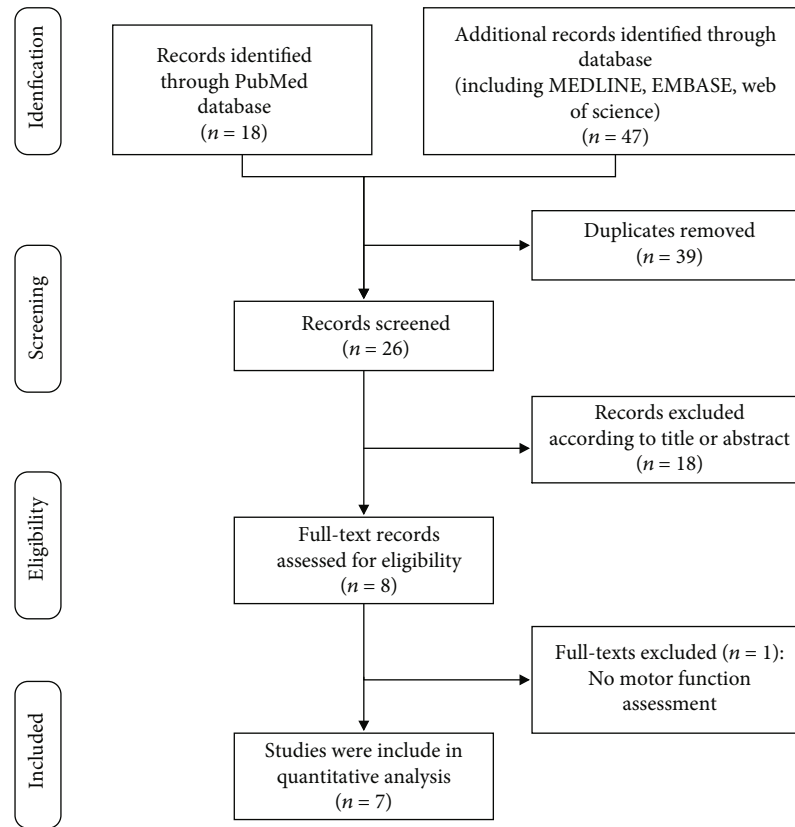 Idenfication
Records identified
through PubMed
database
(n = 18)
Additional records identified through
database
(including MEDLINE, EMBASE, web
of science)
(n = 47)
Duplicates removed
(n = 39)
Screening
Records screened
(n = 26)
Records excluded
according to title or abstract
(n = 18)
Eligibility
Full-text records
assessed for eligibility
(n = 8)
Full-texts excluded (n = 1):
No motor function
assessment
Included
Studies were include in
quantitative analysis
(n = 7)